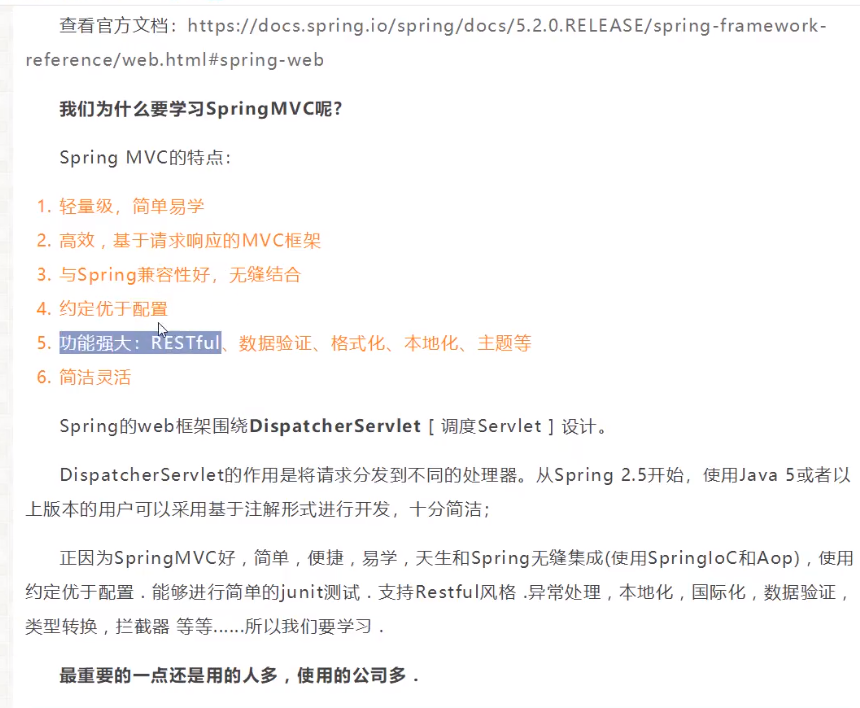 查看官方文档：https://docs.spring.io/spring/docs/5.2.0.RELEASE/spring-framework-
reference/web.html#spring-web
我们为什么要学习SpringMVC呢?
Spring MVC的特点：
1. 轻量级，简单易学
2. 高效 , 基于请求响应的MVC框架
3. 与Spring兼容性好，无缝结合
4. 约定优于配置
5. 功能强大：RESTful、数据验证、格式化、本地化、主题等
6. 简洁灵活
Spring的web框架围绕DispatcherServlet [ 调度Servlet ] 设计。
DispatcherServlet的作用是将请求分发到不同的处理器。从Spring 2.5开始，使用Java 5或者以
上版本的用户可以采用基于注解形式进行开发，十分简洁；
正因为SpringMVC好 , 简单 , 便捷 , 易学 , 天生和Spring无缝集成(使用SpringIoC和Aop) , 使用
约定优于配置 . 能够进行简单的junit测试 . 支持Restful风格 .异常处理 , 本地化 , 国际化 , 数据验证 ,
类型转换 , 拦截器 等等......所以我们要学习 .
最重要的一点还是用的人多 , 使用的公司多 .